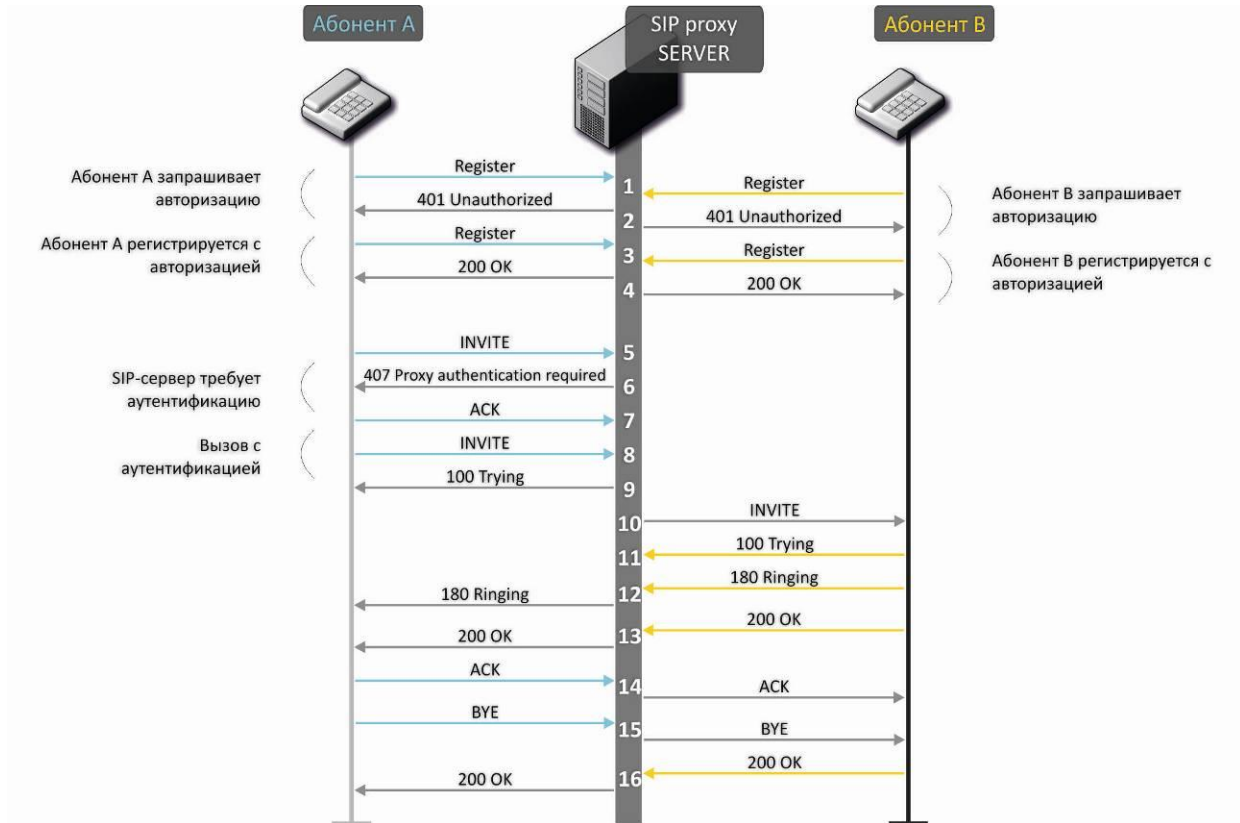 Абонент А
SIP proxy
SERVER
Абонент В
Абонент А запрашивает
авторизацию
Register
1
Register
Абонент В запрашивает
авторизацию
401 Unauthorized
2
401 Unauthorized
Абонент А регистрируется с
авторизацией
Register
3
Register
Абонент В регистрируется с
авторизацией
200 OK
4
200 OK
INVITE
5
SIP-сервер требует
аутентификацию
407 Proxy authentication required
6
ACK
7
Вызов с
аутентификацией
INVITE
8
100 Trying
9
10
INVITE
11
100 Trying
180 Ringing
12
180 Ringing
200 OK
13
200 OK
ACK
14
ACK
BYE
15
BYE
200 OK
16
200 OK